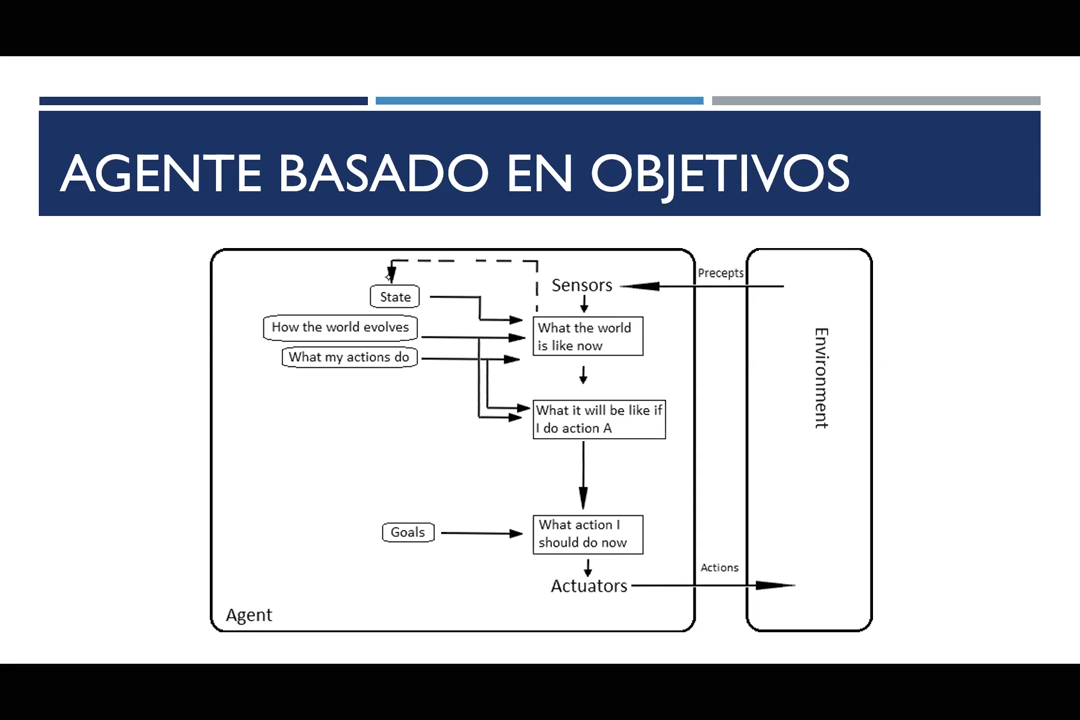 AGENTE BASADO EN OBJETIVOS
Precepts
Sensors
State
How the world evolves
What the world
is like now
What my actions do
Environment
What it will be like if
I do action A
Goals
What action I
should do now
Actions
Actuators
Agent